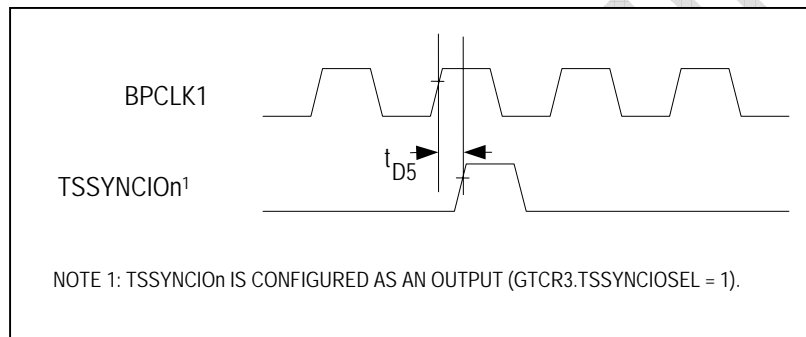 BPCLK1
tD5
TSSYNCIOn1
NOTE 1: TSSYNCIOn IS CONFIGURED AS AN OUTPUT (GTCR3.TSSYNCIOSEL = 1).